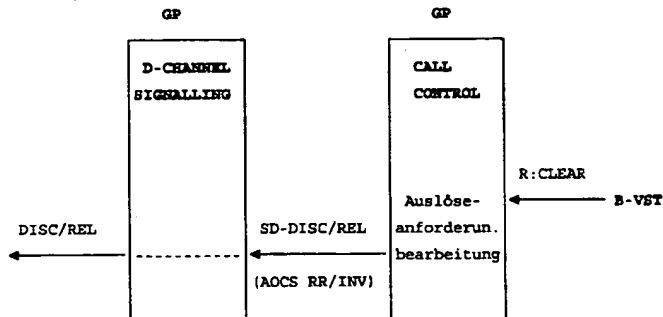 GP GP
D-CHANNEL
SIGNALLING
CALL
CONTROL
R:CLEAR
B-VST
Auslöse-
anforderun.
bearbeitung
DISC/REL
SD-DISC/REL
(AOCS RR/INV)